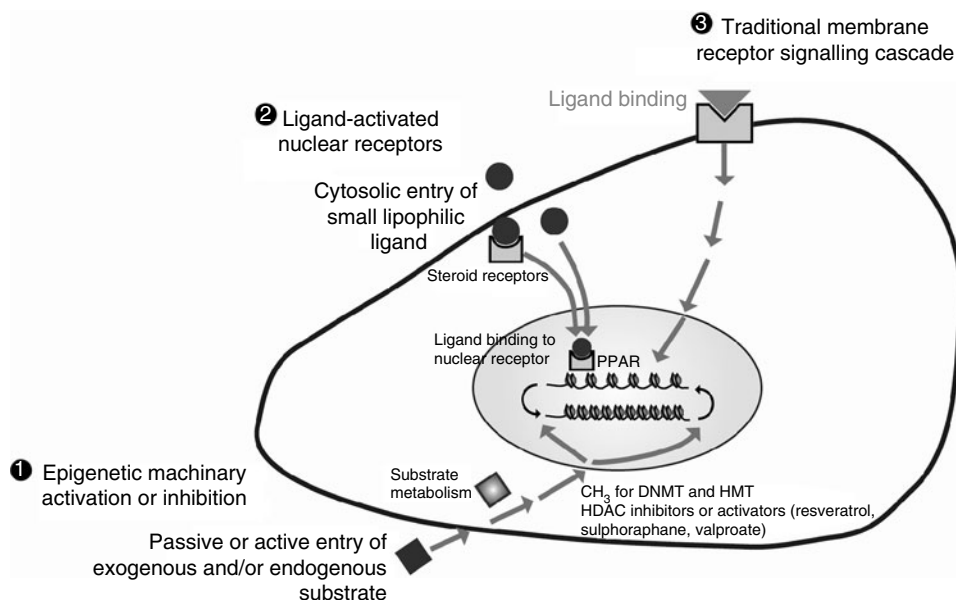 ❸ Traditional membrane
receptor signalling cascade
Ligand binding
❷ Ligand-activated
nuclear receptors
Cytosolic entry of
small lipophilic
ligand
Steroid receptors
Ligand binding to
nuclear receptor
PPAR
❶ Epigenetic machinary
activation or inhibition
Substrate
metabolism
CH₃ for DNMT and HMT
HDAC inhibitors or activators (resveratrol,
sulphoraphane, valproate)
Passive or active entry of
exogenous and/or endogenous
substrate